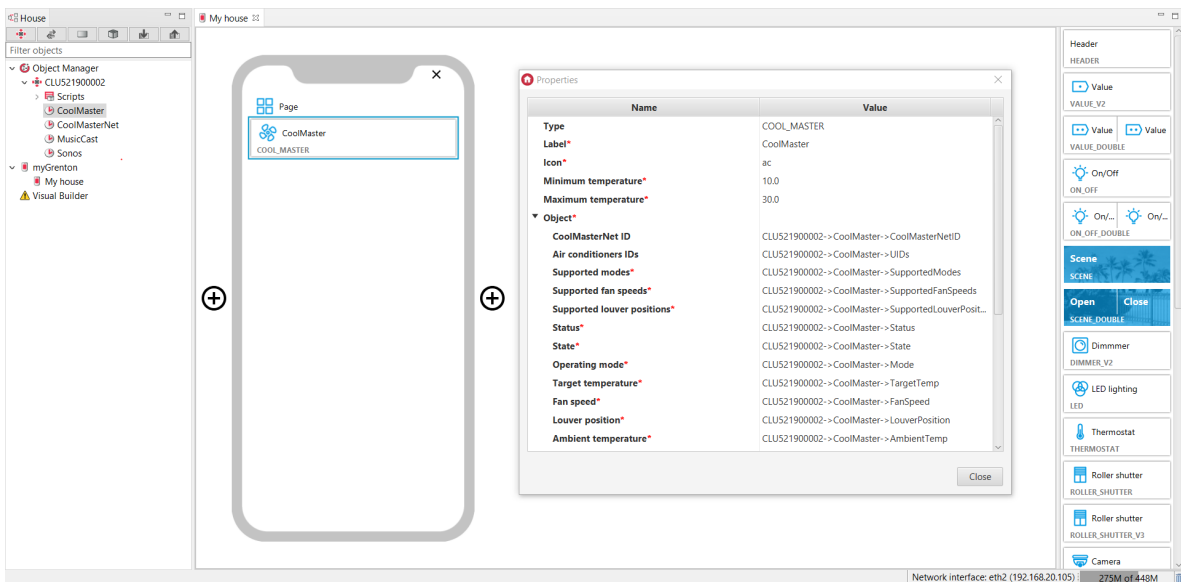 House
My house
Filter objects
Object Manager
CLU521900002
Scripts
CoolMaster
CoolMasterNet
MusicCast
Sonos
myGrenton
My house
Visual Builder
Page
CoolMaster
COOL_MASTER
Properties
Name Value
Type COOL_MASTER
Label* CoolMaster
Icon* ac
Minimum temperature* 10.0
Maximum temperature* 30.0
Object*
CoolMasterNet ID CLU521900002->CoolMaster->CoolMasterNetID
Air conditioners IDs CLU521900002->CoolMaster->UIDs
Supported modes* CLU521900002->CoolMaster->SupportedModes
Supported fan speeds* CLU521900002->CoolMaster->SupportedFanSpeeds
Supported louver positions* CLU521900002->CoolMaster->SupportedLouverPosit...
Status* CLU521900002->CoolMaster->Status
State* CLU521900002->CoolMaster->State
Operating mode* CLU521900002->CoolMaster->Mode
Target temperature* CLU521900002->CoolMaster->TargetTemp
Fan speed* CLU521900002->CoolMaster->FanSpeed
Louver position* CLU521900002->CoolMaster->LouverPosition
Ambient temperature* CLU521900002->CoolMaster->AmbientTemp
Close
Header
HEADER
Value
VALUE_V2
Value Value
VALUE_DOUBLE
On/Off
ON_OFF
On/... On/...
ON_OFF_DOUBLE
Scene
SCENE
Open Close
SCENE_DOUBLE
Dimmmer
DIMMER_V2
LED lighting
LED
Thermostat
THERMOSTAT
Roller shutter
ROLLER_SHUTTER
Roller shutter
ROLLER_SHUTTER_V3
Camera
Network interface: eth2 (192.168.20.105) 275M of 448M